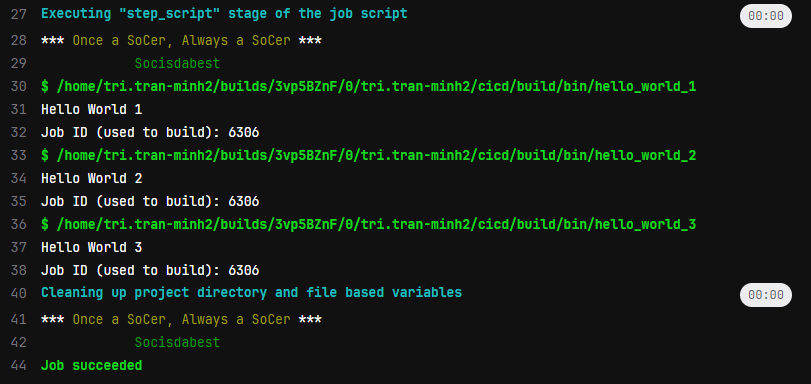 27 Executing "step_script" stage of the job script 00:00
28 *** Once a SoCer, Always a SoCer ***
29 Socisdabest
30 $ /home/tri.tran-minh2/builds/3vp5BZnF/0/tri.tran-minh2/cicd/build/bin/hello_world_1
31 Hello World 1
32 Job ID (used to build): 6306
33 $ /home/tri.tran-minh2/builds/3vp5BZnF/0/tri.tran-minh2/cicd/build/bin/hello_world_2
34 Hello World 2
35 Job ID (used to build): 6306
36 $ /home/tri.tran-minh2/builds/3vp5BZnF/0/tri.tran-minh2/cicd/build/bin/hello_world_3
37 Hello World 3
38 Job ID (used to build): 6306
40 Cleaning up project directory and file based variables 00:00
41 *** Once a SoCer, Always a SoCer ***
42 Socisdabest
44 Job succeeded